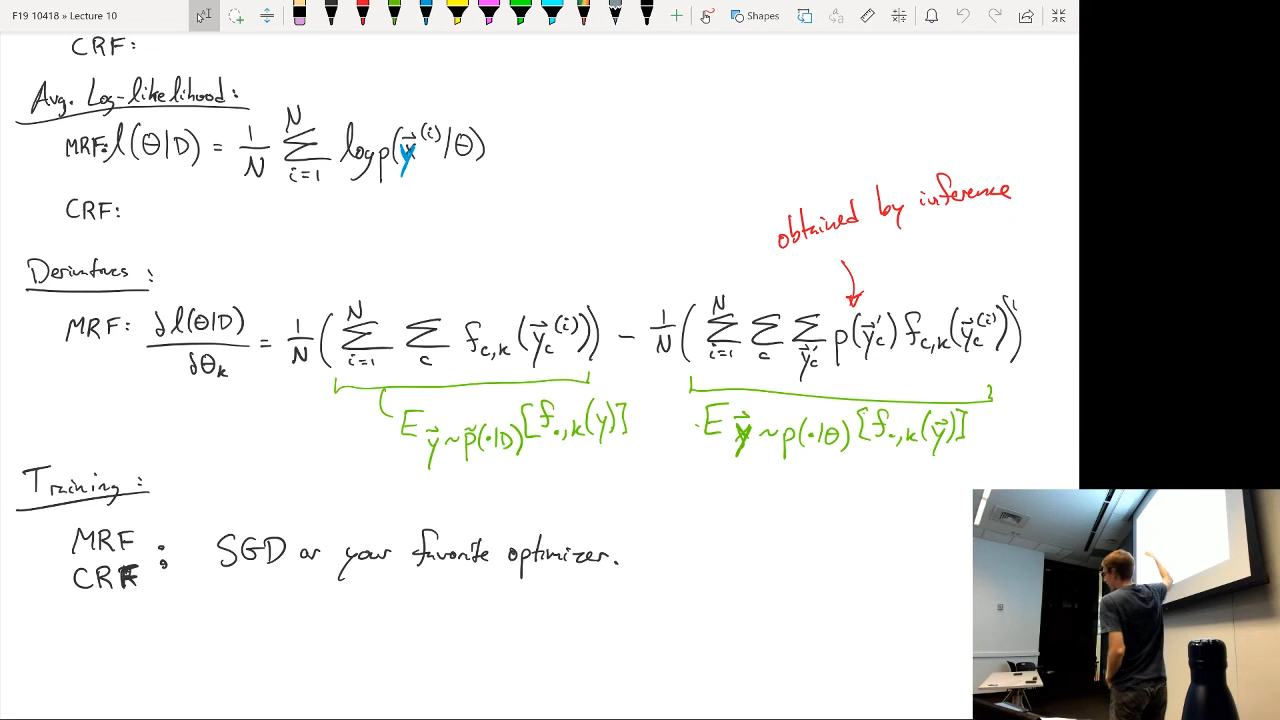 F19 10418 » Lecture 10
Shapes
CRF:
Avg. Log-likelihood:
MRF: l(θ|D) = 1/N Σ_{i=1}^{N} log p(y⃗^{(i)}|θ)
CRF:
obtained by inference
Derivatives:
MRF: ∂l(θ|D)/∂θ_k = 1/N (Σ_{i=1}^{N} Σ_c f_{c,k}(y⃗_c^{(i)})) − 1/N (Σ_{i=1}^{N} Σ_c Σ_{y⃗'_c} p(y⃗'_c) f_{c,k}(y⃗_c^{(i)}))
E_{y⃗~p̃(·|D)}[f_{·,k}(y)] E_{y⃗~p(·|θ)}[f_{·,k}(y⃗)]
Training:
MRF
CRF : SGD or your favorite optimizer.